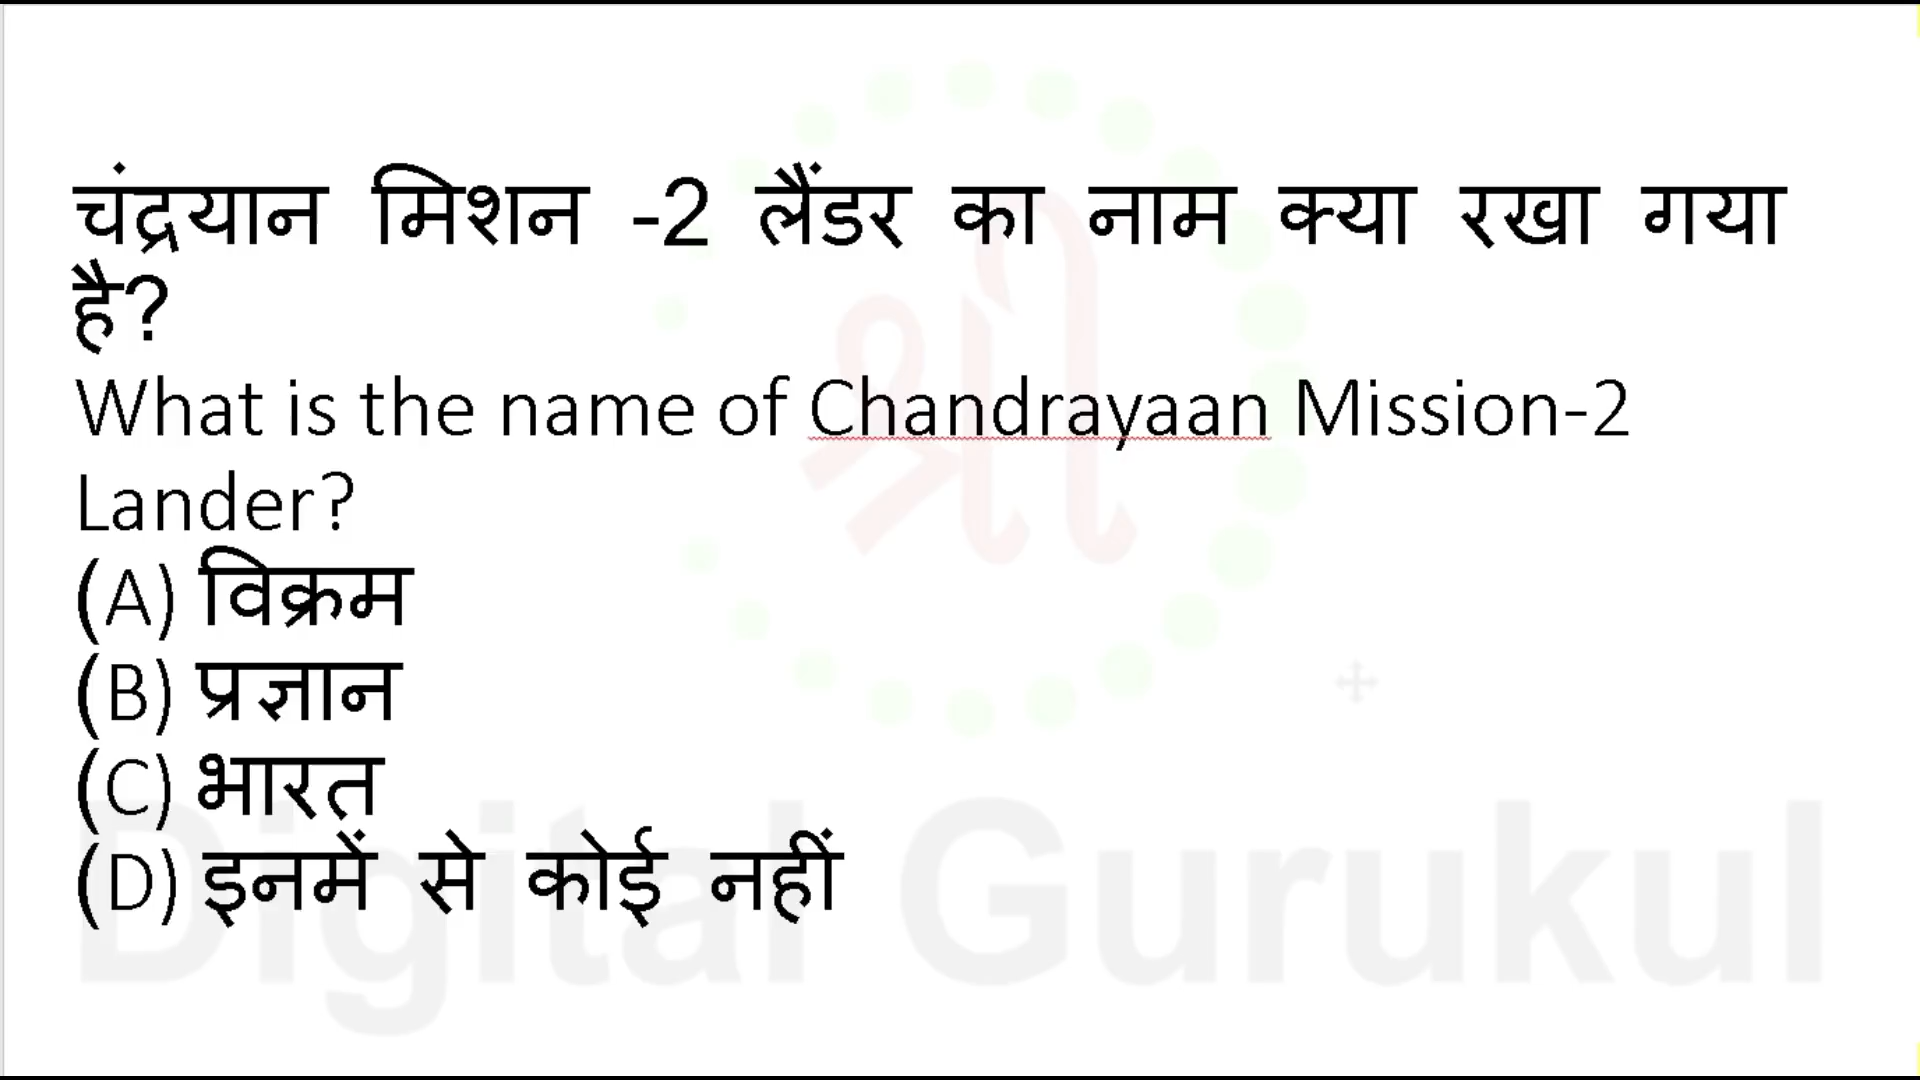 चंद्रयान मिशन -2 लैंडर का नाम क्या रखा गया
है?
What is the name of Chandrayaan Mission-2
Lander?
(A) विक्रम
(B) प्रज्ञान
(C) भारत
(D) इनमें से कोई नहीं
श्री
Digital Gurukul